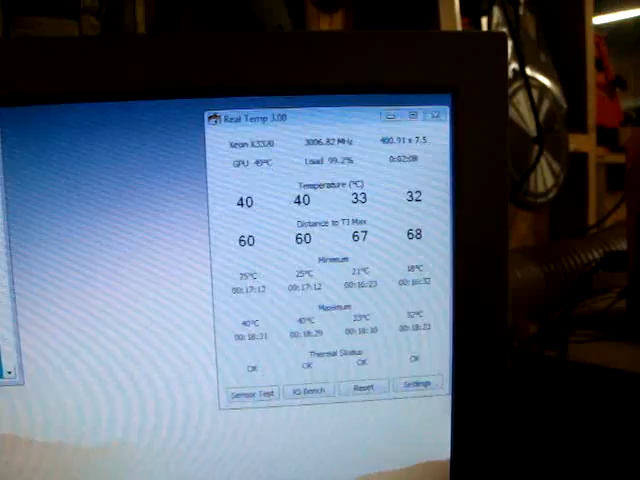 Real Temp 3.00
Xeon X3320 3006.82 MHz 400.91 x 7.5
GPU 49°C Load 99.2% 0:02:08
Temperature (°C)
40 40 33 32
Distance to TJ Max
60 60 67 68
Minimum
25°C 25°C 21°C 18°C
00:17:12 00:17:12 00:16:23 00:16:32
Maximum
40°C 40°C 33°C 32°C
00:18:31 00:18:29 00:18:23
Thermal Status
OK OK OK OK
Sensor Test XS Bench Reset Settings